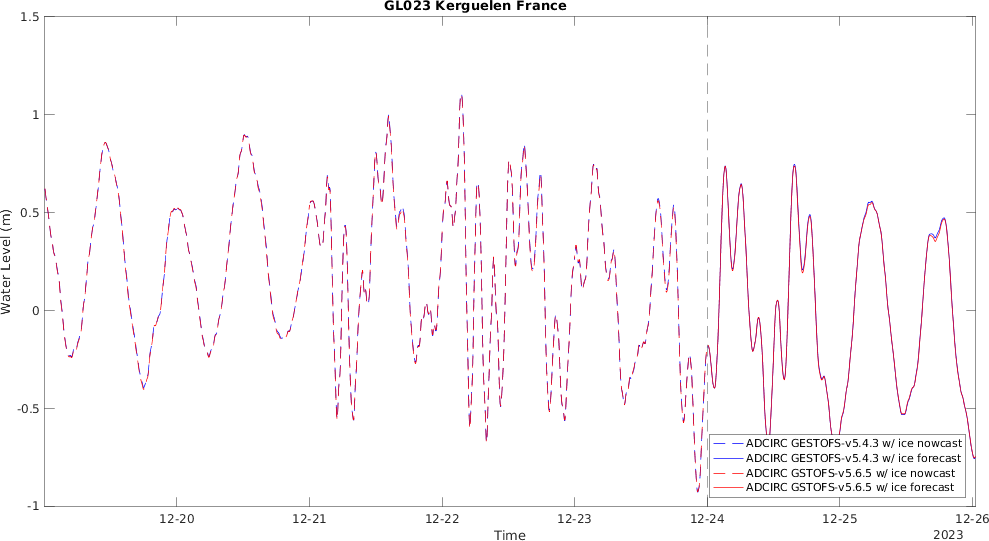 GL023 Kerguelen France
1.5
1
0.5
0
-0.5
-1
Water Level (m)
12-20
12-21
12-22
12-23
12-24
12-25
12-26
Time
2023
ADCIRC GESTOFS-v5.4.3 w/ ice nowcast
ADCIRC GESTOFS-v5.4.3 w/ ice forecast
ADCIRC GSTOFS-v5.6.5 w/ ice nowcast
ADCIRC GSTOFS-v5.6.5 w/ ice forecast